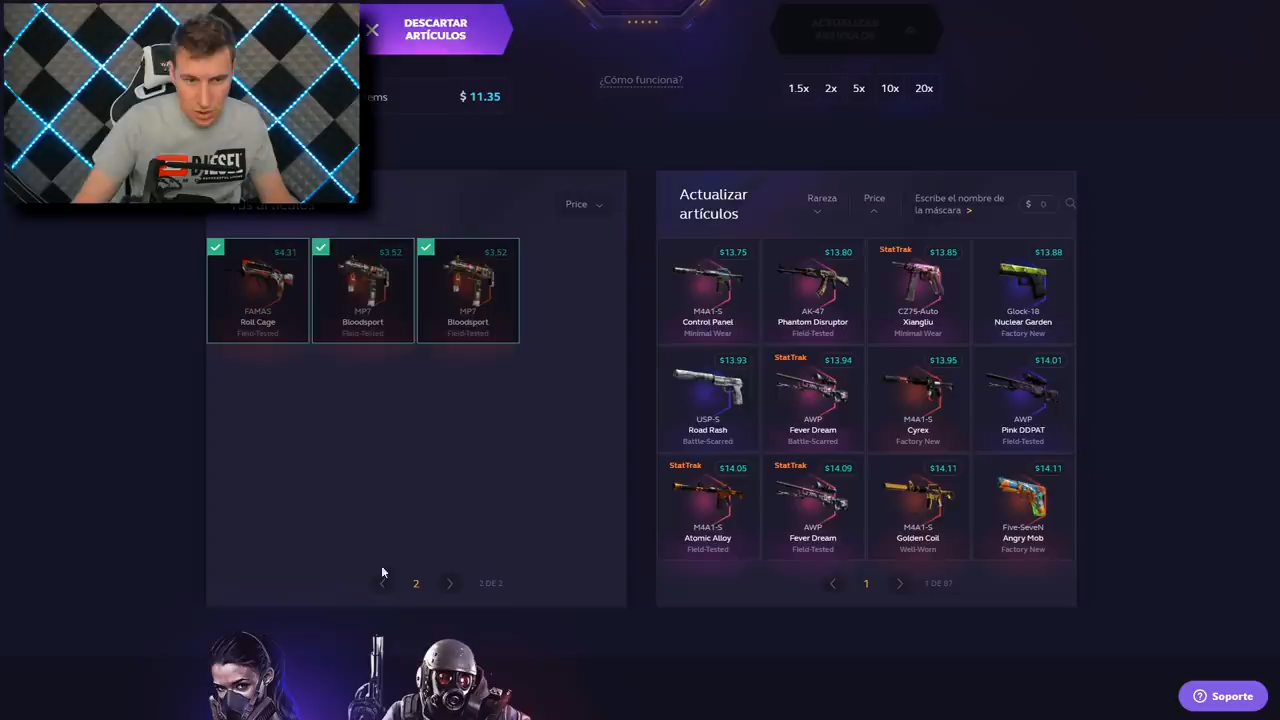 DESCARTAR
ARTÍCULOS
ems
$ 11.35
¿Cómo funciona?
1.5x 2x 5x 10x 20x
DIESEL
Price
Actualizar
artículos
Rareza
Price
Escribe el nombre de
la máscara >
$ 0
$4.31
FAMAS
Roll Cage
Field-Tested
$3.52
MP7
Bloodsport
Field-Tested
$3.52
MP7
Bloodsport
Field-Tested
2
2 DE 2
$13.75
M4A1-S
Control Panel
Minimal Wear
$13.80
AK-47
Phantom Disruptor
Field-Tested
StatTrak
$13.85
CZ75-Auto
Xiangliu
Minimal Wear
$13.88
Glock-18
Nuclear Garden
Factory New
$13.93
USP-S
Road Rash
Battle-Scarred
StatTrak
$13.94
AWP
Fever Dream
Battle-Scarred
$13.95
M4A1-S
Cyrex
Factory New
$14.01
AWP
Pink DDPAT
Field-Tested
StatTrak
$14.05
M4A1-S
Atomic Alloy
Field-Tested
StatTrak
$14.09
AWP
Fever Dream
Field-Tested
$14.11
M4A1-S
Golden Coil
Well-Worn
$14.11
Five-SeveN
Angry Mob
Factory New
1
1 DE 87
Soporte